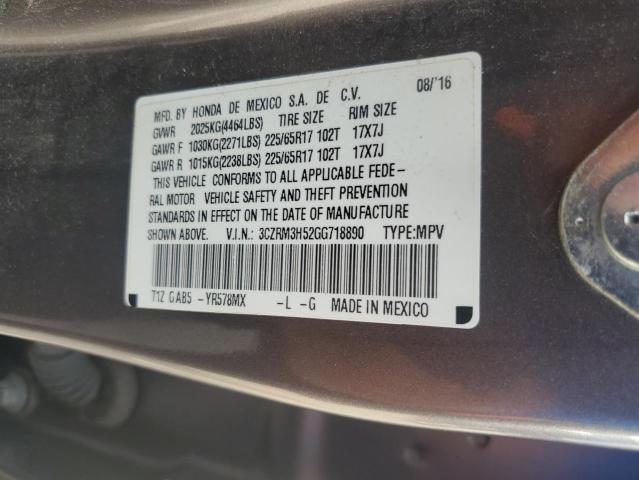 MFD. BY HONDA DE MEXICO S.A. DE C.V. 08/'16
GVWR 2025KG(4464LBS) TIRE SIZE RIM SIZE
GAWR F 1030KG(2271LBS) 225/65R17 102T 17X7J
GAWR R 1015KG(2238LBS) 225/65R17 102T 17X7J
THIS VEHICLE CONFORMS TO ALL APPLICABLE FEDE-
RAL MOTOR VEHICLE SAFETY AND THEFT PREVENTION
STANDARDS IN EFFECT ON THE DATE OF MANUFACTURE
SHOWN ABOVE. V.I.N.: 3CZRM3H52GG718890 TYPE:MPV
T1Z GAB5 -YR578MX -L -G MADE IN MEXICO